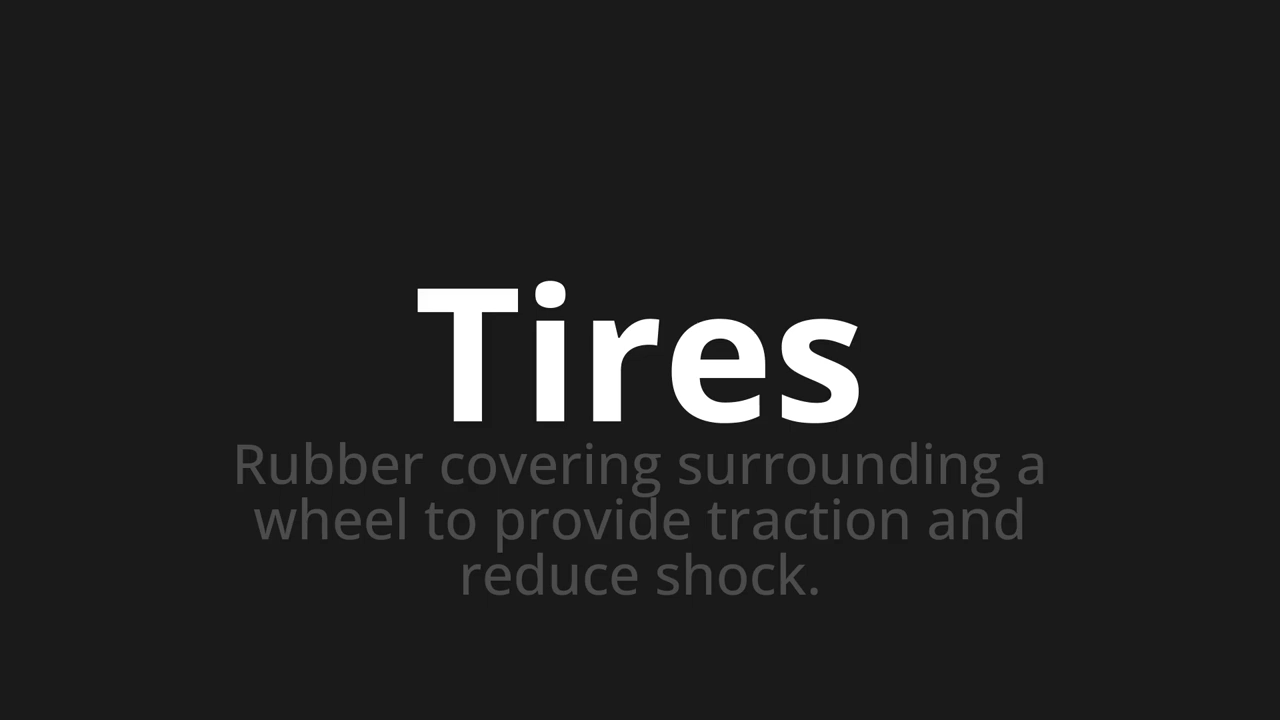 Tires
Rubber covering surrounding a
wheel to provide traction and
reduce shock.